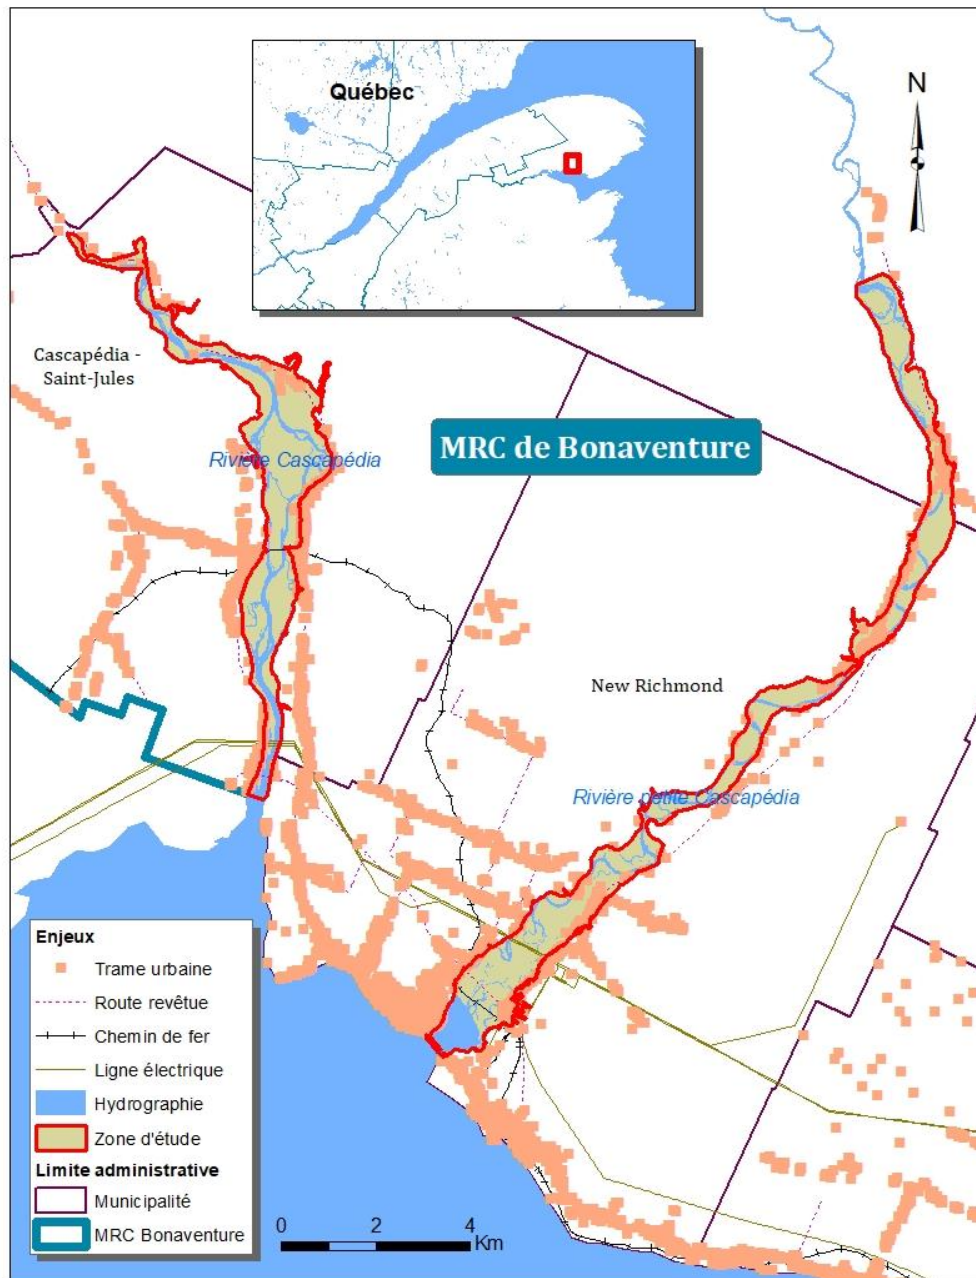 Québec
N
Cascapédia -
Saint-Jules
MRC de Bonaventure
Rivière Cascapédia
New Richmond
Rivière petite Cascapédia
Enjeux
Trame urbaine
Route revêtue
Chemin de fer
Ligne électrique
Hydrographie
Zone d'étude
Limite administrative
Municipalité
MRC Bonaventure
0 2 4
Km